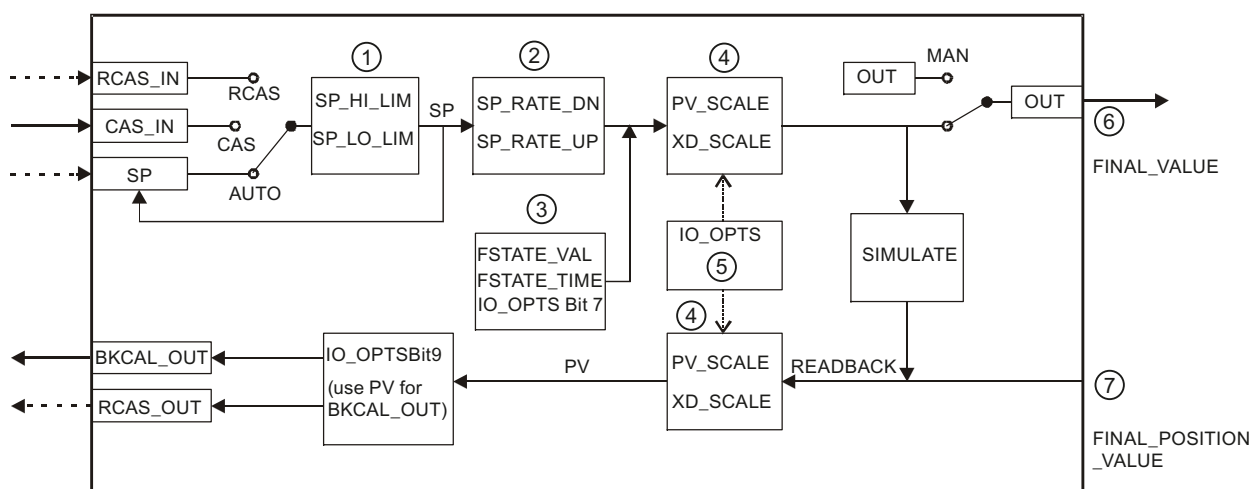 ①
②
④
MAN
RCAS_IN
RCAS
SP_HI_LIM
SP_LO_LIM
SP
SP_RATE_DN
SP_RATE_UP
PV_SCALE
XD_SCALE
OUT
OUT
CAS_IN
CAS
⑥
SP
AUTO
FINAL_VALUE
③
FSTATE_VAL
FSTATE_TIME
IO_OPTS Bit 7
IO_OPTS
⑤
SIMULATE
④
BKCAL_OUT
RCAS_OUT
IO_OPTSBit9
(use PV for
BKCAL_OUT)
PV
PV_SCALE
XD_SCALE
READBACK
⑦
FINAL_POSITION
_VALUE